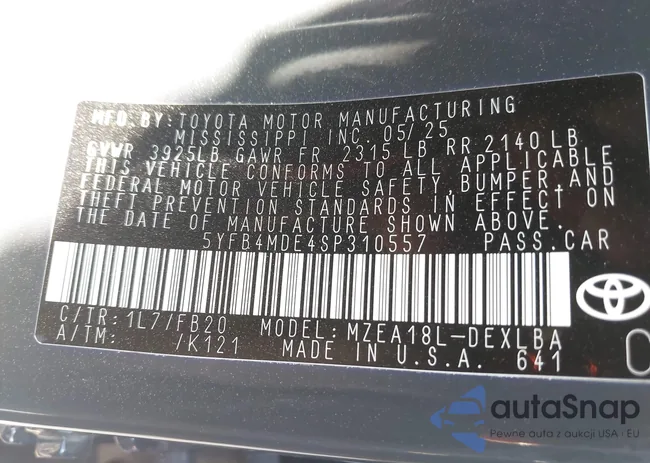 MFD. BY: TOYOTA MOTOR MANUFACTURING
MISSISSIPPI INC. 05/25
GVWR 3925LB GAWR FR 2315 LB RR 2140 LB
THIS VEHICLE CONFORMS TO ALL APPLICABLE
FEDERAL MOTOR VEHICLE SAFETY, BUMPER, AND
THEFT PREVENTION STANDARDS IN EFFECT ON
THE DATE OF MANUFACTURE SHOWN ABOVE.
5YFB4MDE4SP310557 PASS. CAR
C/TR: 1L7/FB20 MODEL: MZEA18L-DEXLBA
A/TM: /K121 MADE IN U.S.A. 641
autaSnap
Pewne auta z aukcji USA i EU